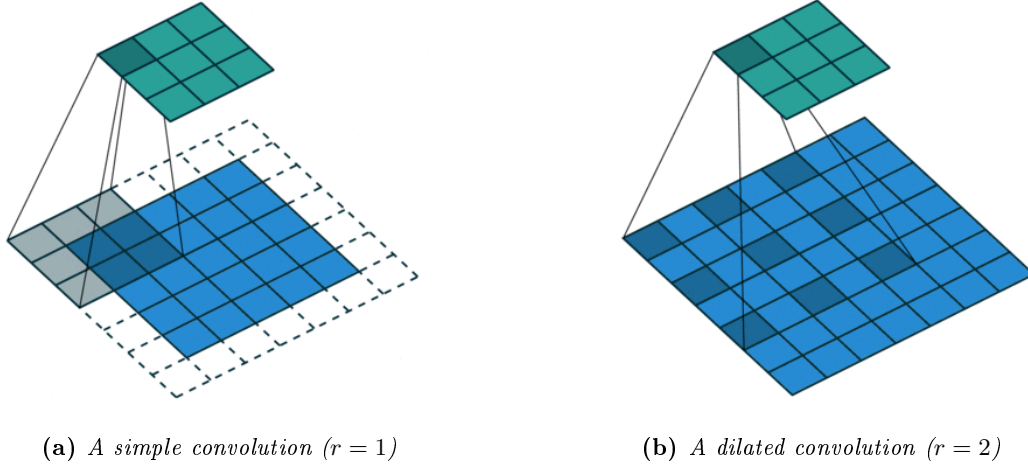 (a) A simple convolution (r = 1)
(b) A dilated convolution (r = 2)